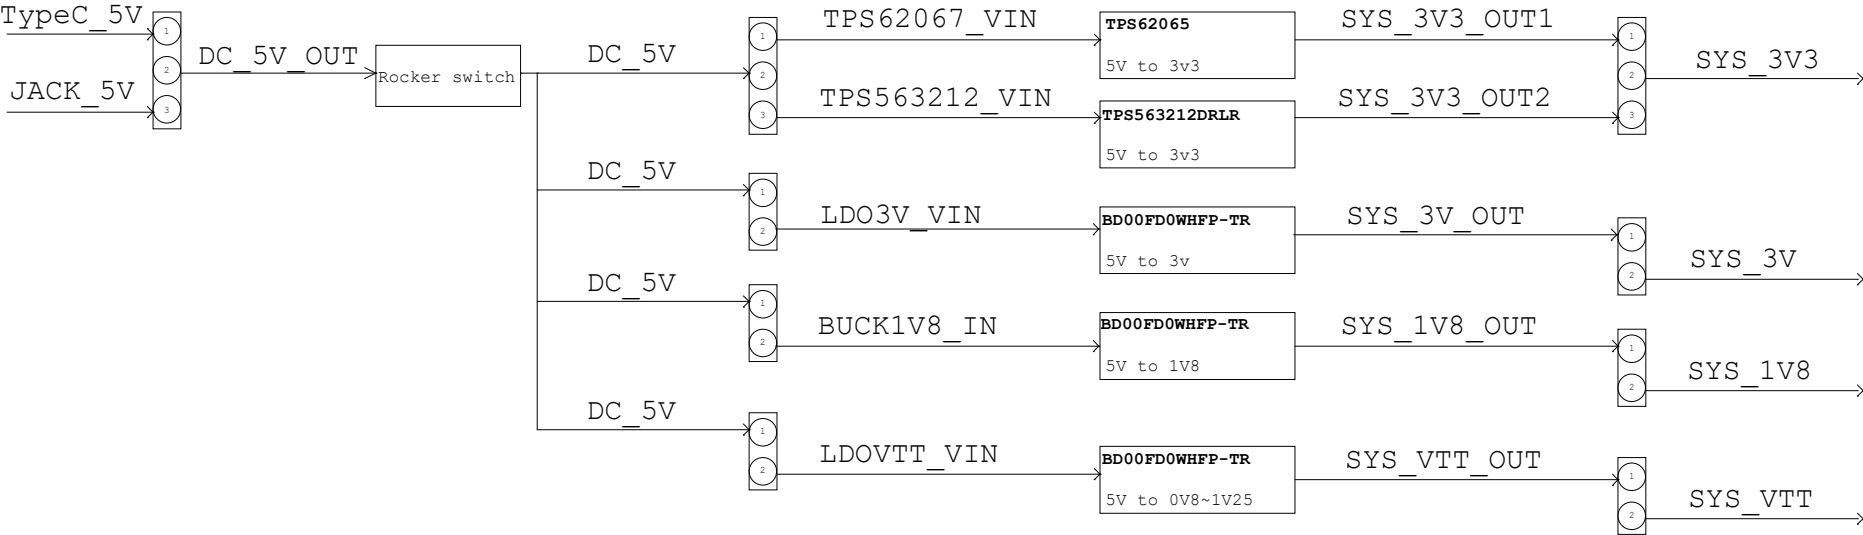 TypeC_5V
1
2
3
JACK_5V
DC_5V_OUT
Rocker switch
DC_5V
1
2
3
TPS62067_VIN
TPS62065
5V to 3v3
SYS_3V3_OUT1
TPS563212_VIN
TPS563212DRLR
5V to 3v3
SYS_3V3_OUT2
1
2
3
SYS_3V3
DC_5V
1
2
LDO3V_VIN
BD00FD0WHFP-TR
5V to 3v
SYS_3V_OUT
1
2
SYS_3V
DC_5V
1
2
BUCK1V8_IN
BD00FD0WHFP-TR
5V to 1V8
SYS_1V8_OUT
1
2
SYS_1V8
DC_5V
1
2
LDOVTT_VIN
BD00FD0WHFP-TR
5V to 0V8~1V25
SYS_VTT_OUT
1
2
SYS_VTT